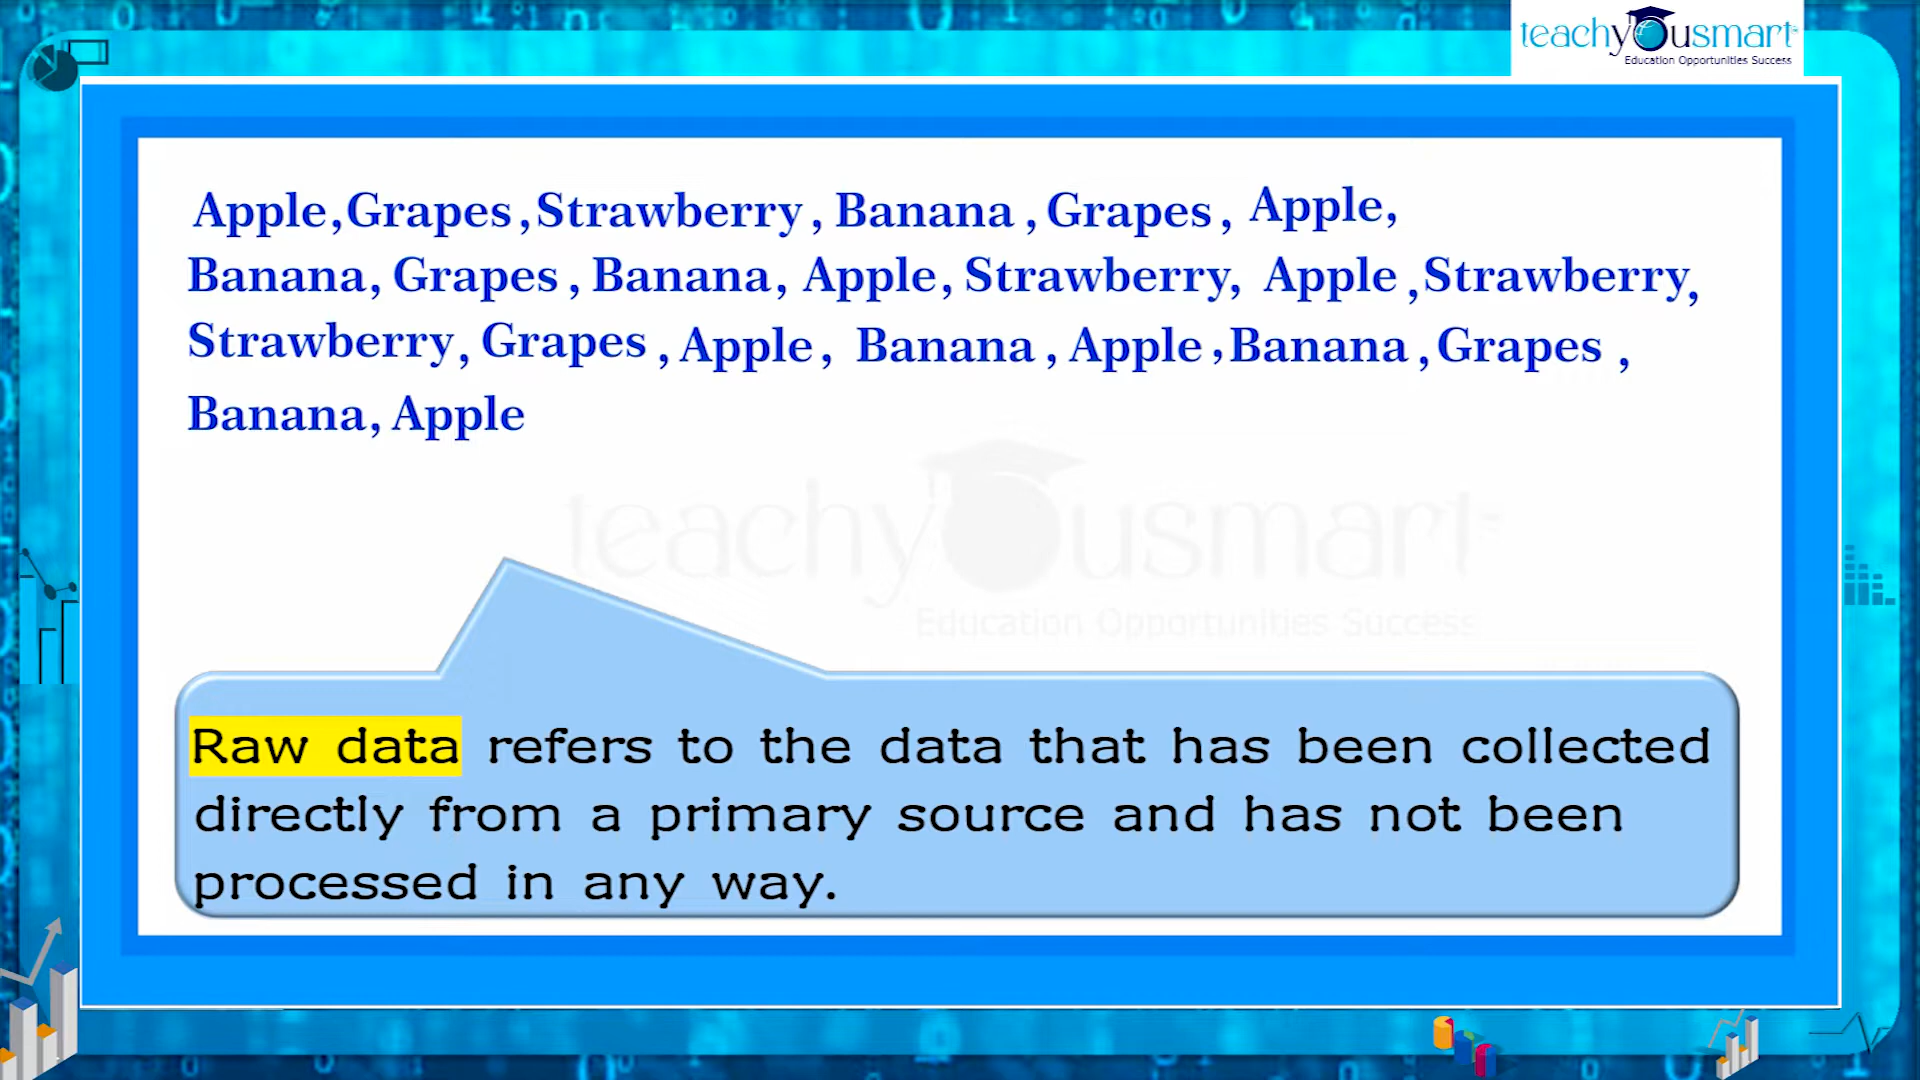 teachyousmart
Education Opportunities Success
Apple,Grapes,Strawberry, Banana, Grapes, Apple,
Banana, Grapes, Banana, Apple, Strawberry, Apple,Strawberry,
Strawberry, Grapes, Apple, Banana, Apple,Banana,Grapes,
Banana, Apple
teachyousmart
Education Opportunities Success
Raw data refers to the data that has been collected
directly from a primary source and has not been
processed in any way.